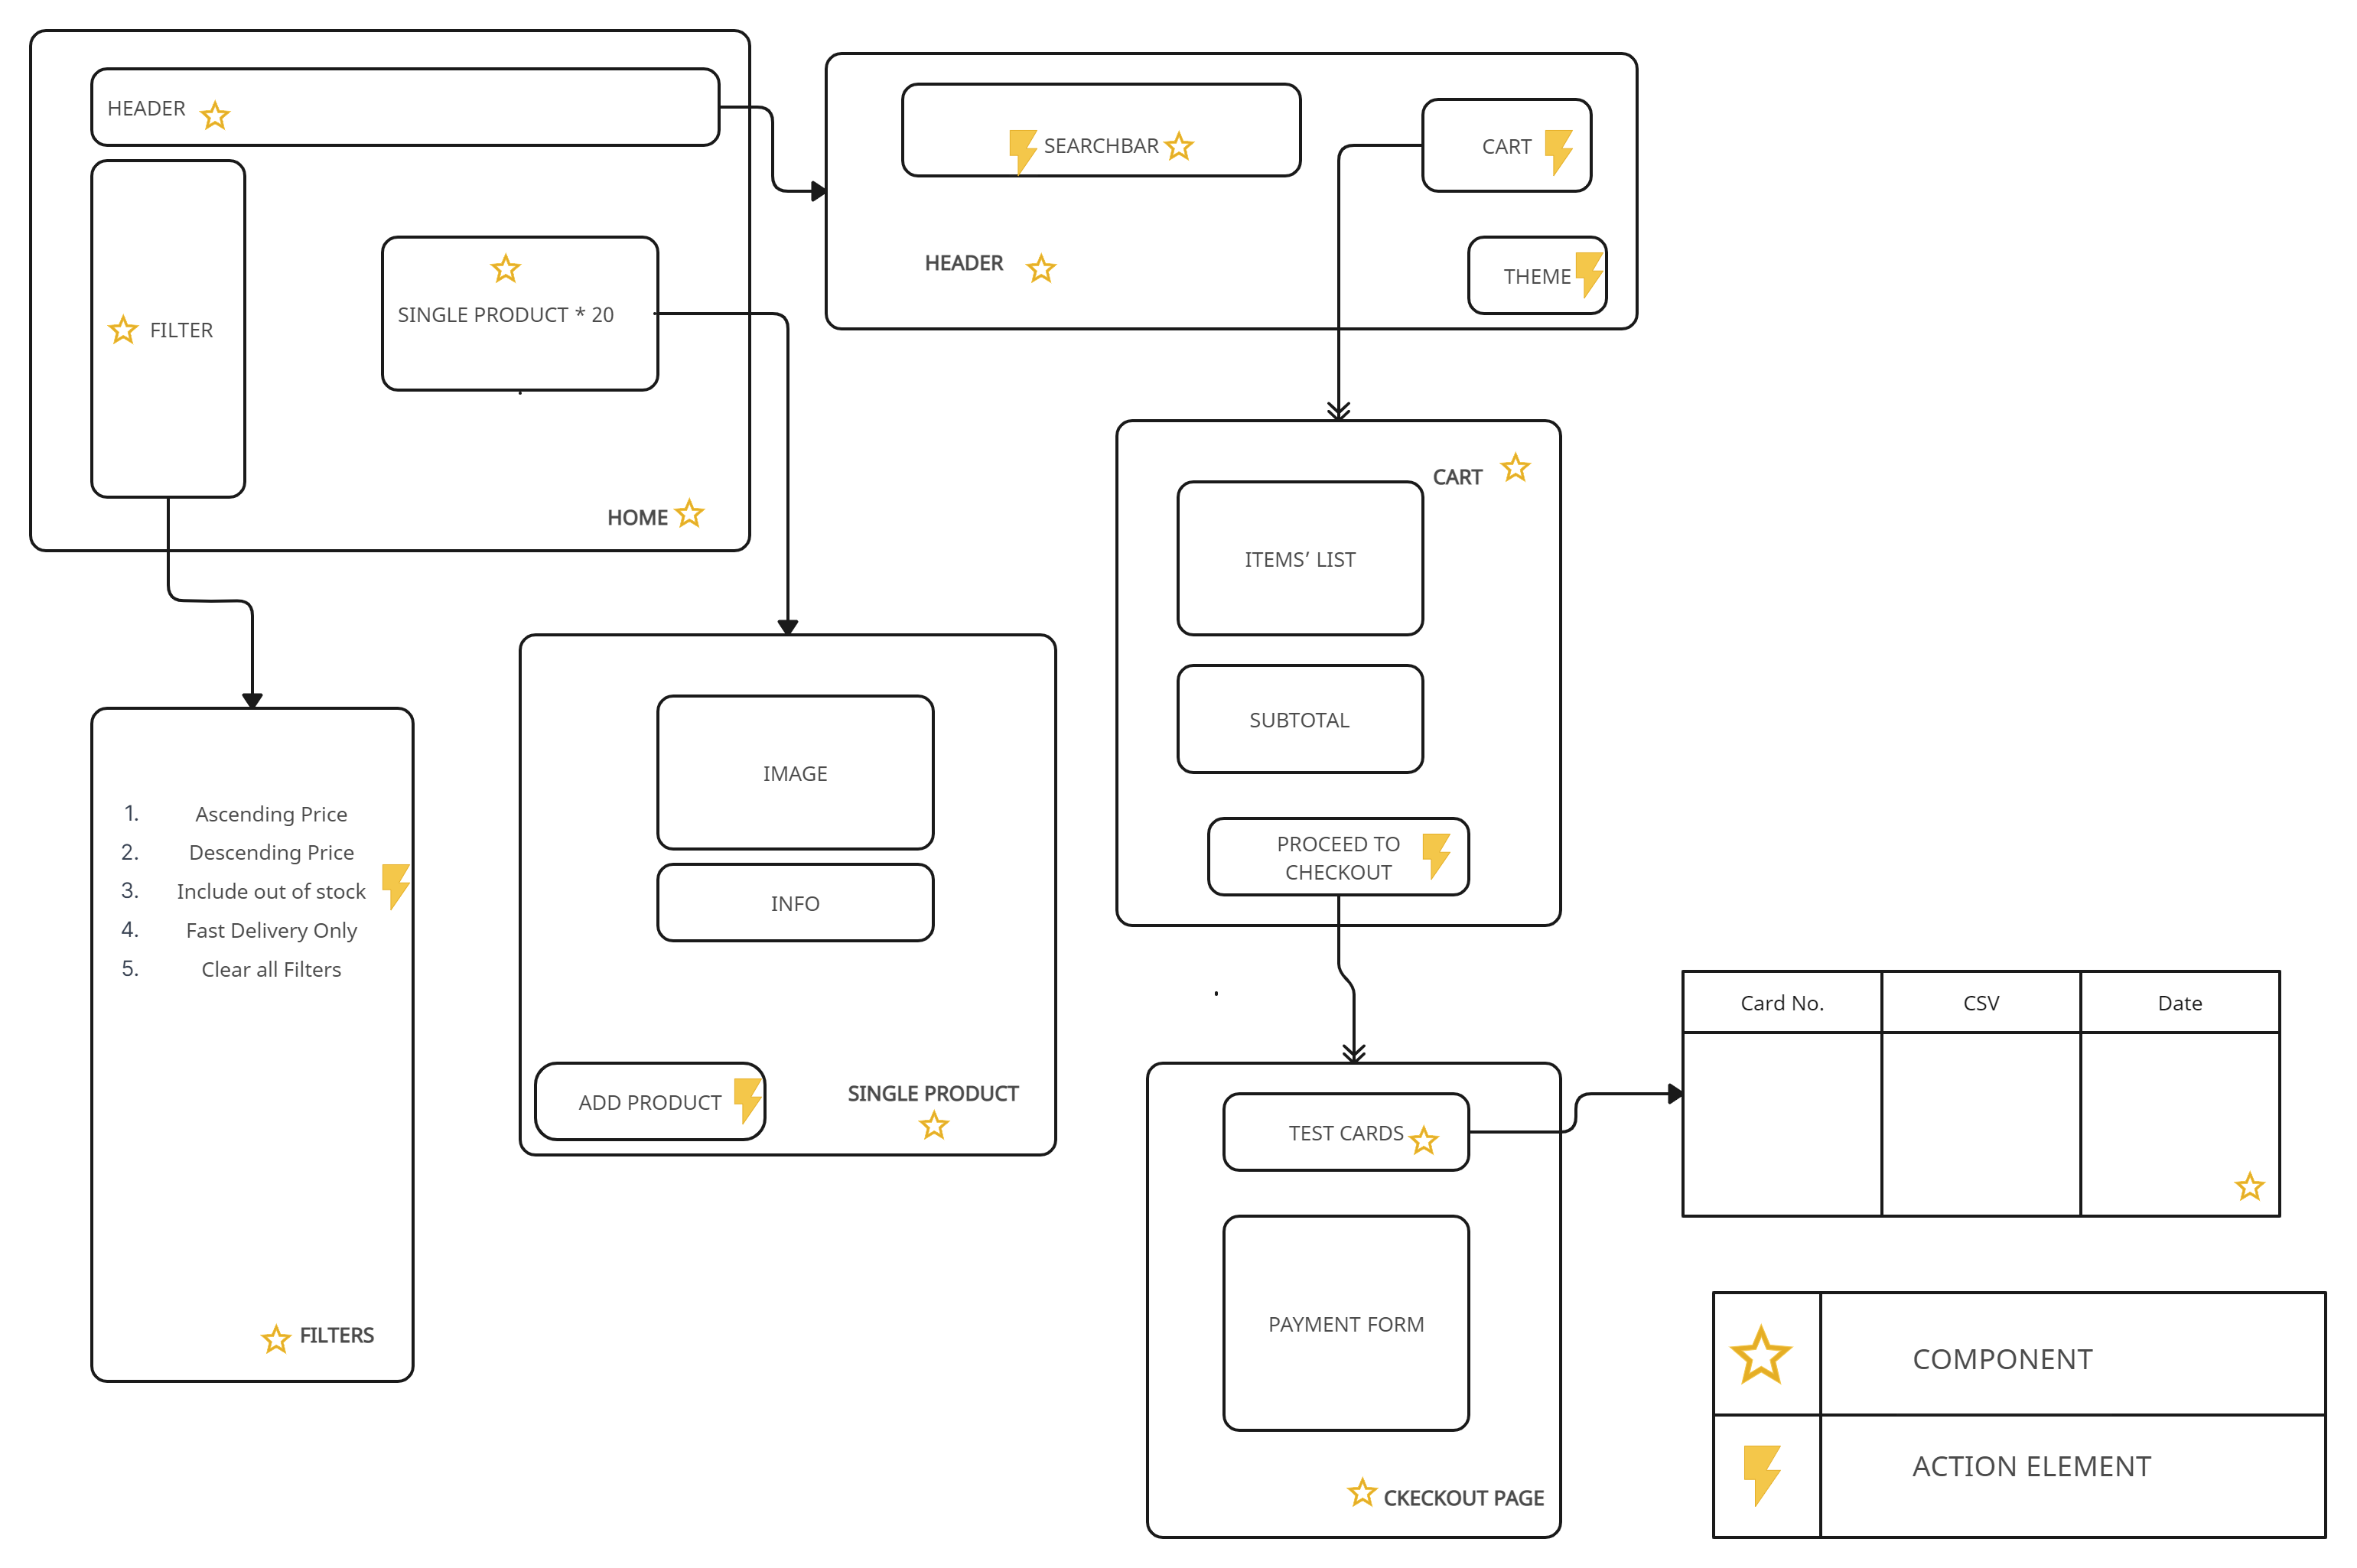 HEADER
FILTER
SINGLE PRODUCT * 20
HOME
SEARCHBAR
CART
HEADER
THEME
CART
ITEMS’ LIST
SUBTOTAL
PROCEED TO
CHECKOUT
1. Ascending Price
2. Descending Price
3. Include out of stock
4. Fast Delivery Only
5. Clear all Filters
FILTERS
IMAGE
INFO
ADD PRODUCT
SINGLE PRODUCT
TEST CARDS
PAYMENT FORM
CKECKOUT PAGE
Card No.
CSV
Date
COMPONENT
ACTION ELEMENT